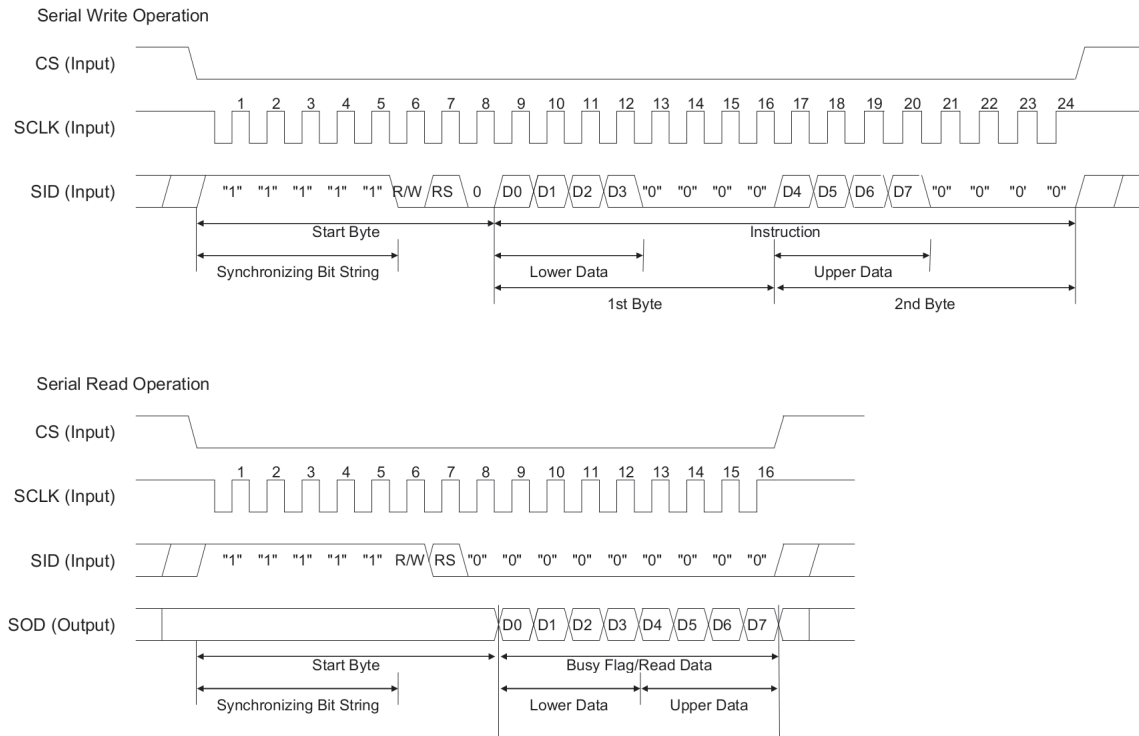 Serial Write Operation
CS (Input)
1 2 3 4 5 6 7 8 9 10 11 12 13 14 15 16 17 18 19 20 21 22 23 24
SCLK (Input)
SID (Input) "1" "1" "1" "1" "1" R/W RS 0 D0 D1 D2 D3 "0" "0" "0" "0" D4 D5 D6 D7 "0" "0" "0' "0"
Start Byte Instruction
Synchronizing Bit String Lower Data Upper Data
1st Byte 2nd Byte
Serial Read Operation
CS (Input)
1 2 3 4 5 6 7 8 9 10 11 12 13 14 15 16
SCLK (Input)
SID (Input) "1" "1" "1" "1" "1" R/W RS "0" "0" "0" "0" "0" "0" "0" "0" "0"
SOD (Output) D0 D1 D2 D3 D4 D5 D6 D7
Start Byte Busy Flag/Read Data
Synchronizing Bit String Lower Data Upper Data